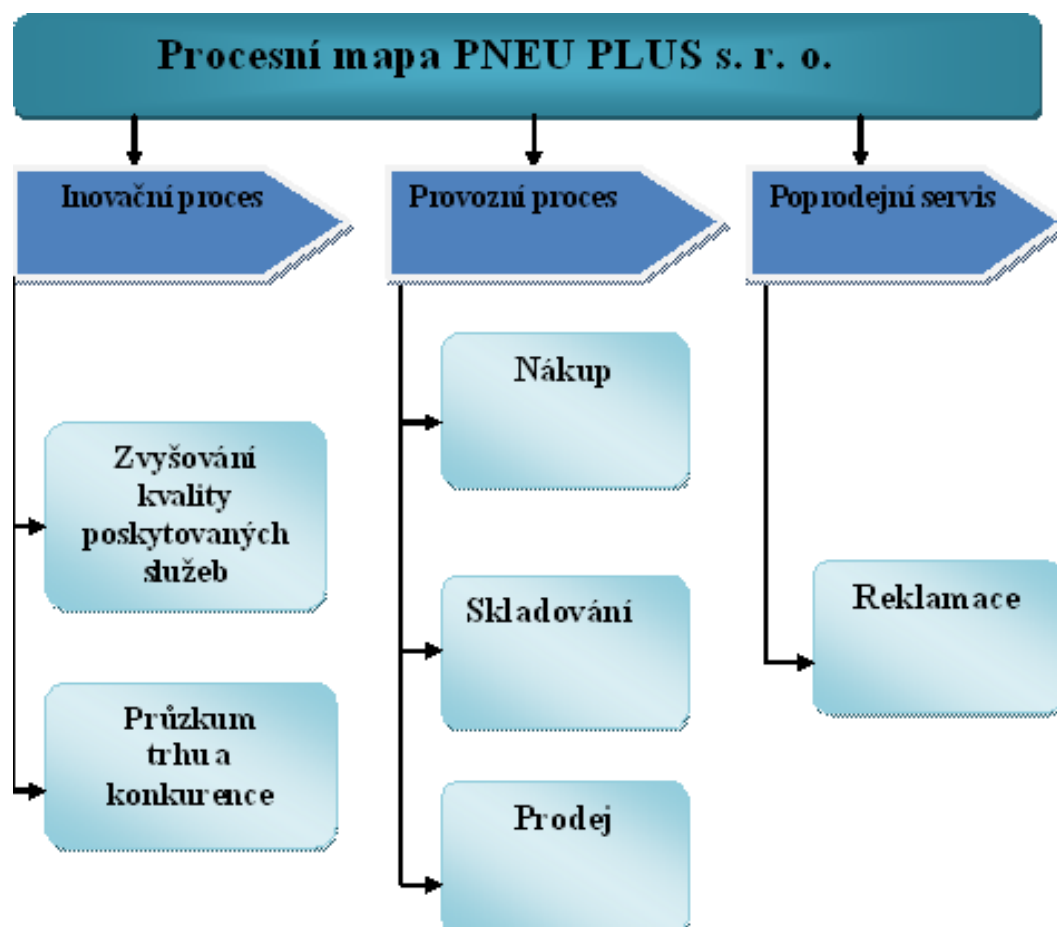 Procesní mapa PNEU PLUS s. r. o.
Inovační proces
Provozní proces
Poprodejní servis
Zvyšování
kvality
poskytovaných
služeb
Průzkum
trhu a
konkurence
Nákup
Skladování
Prodej
Reklamace